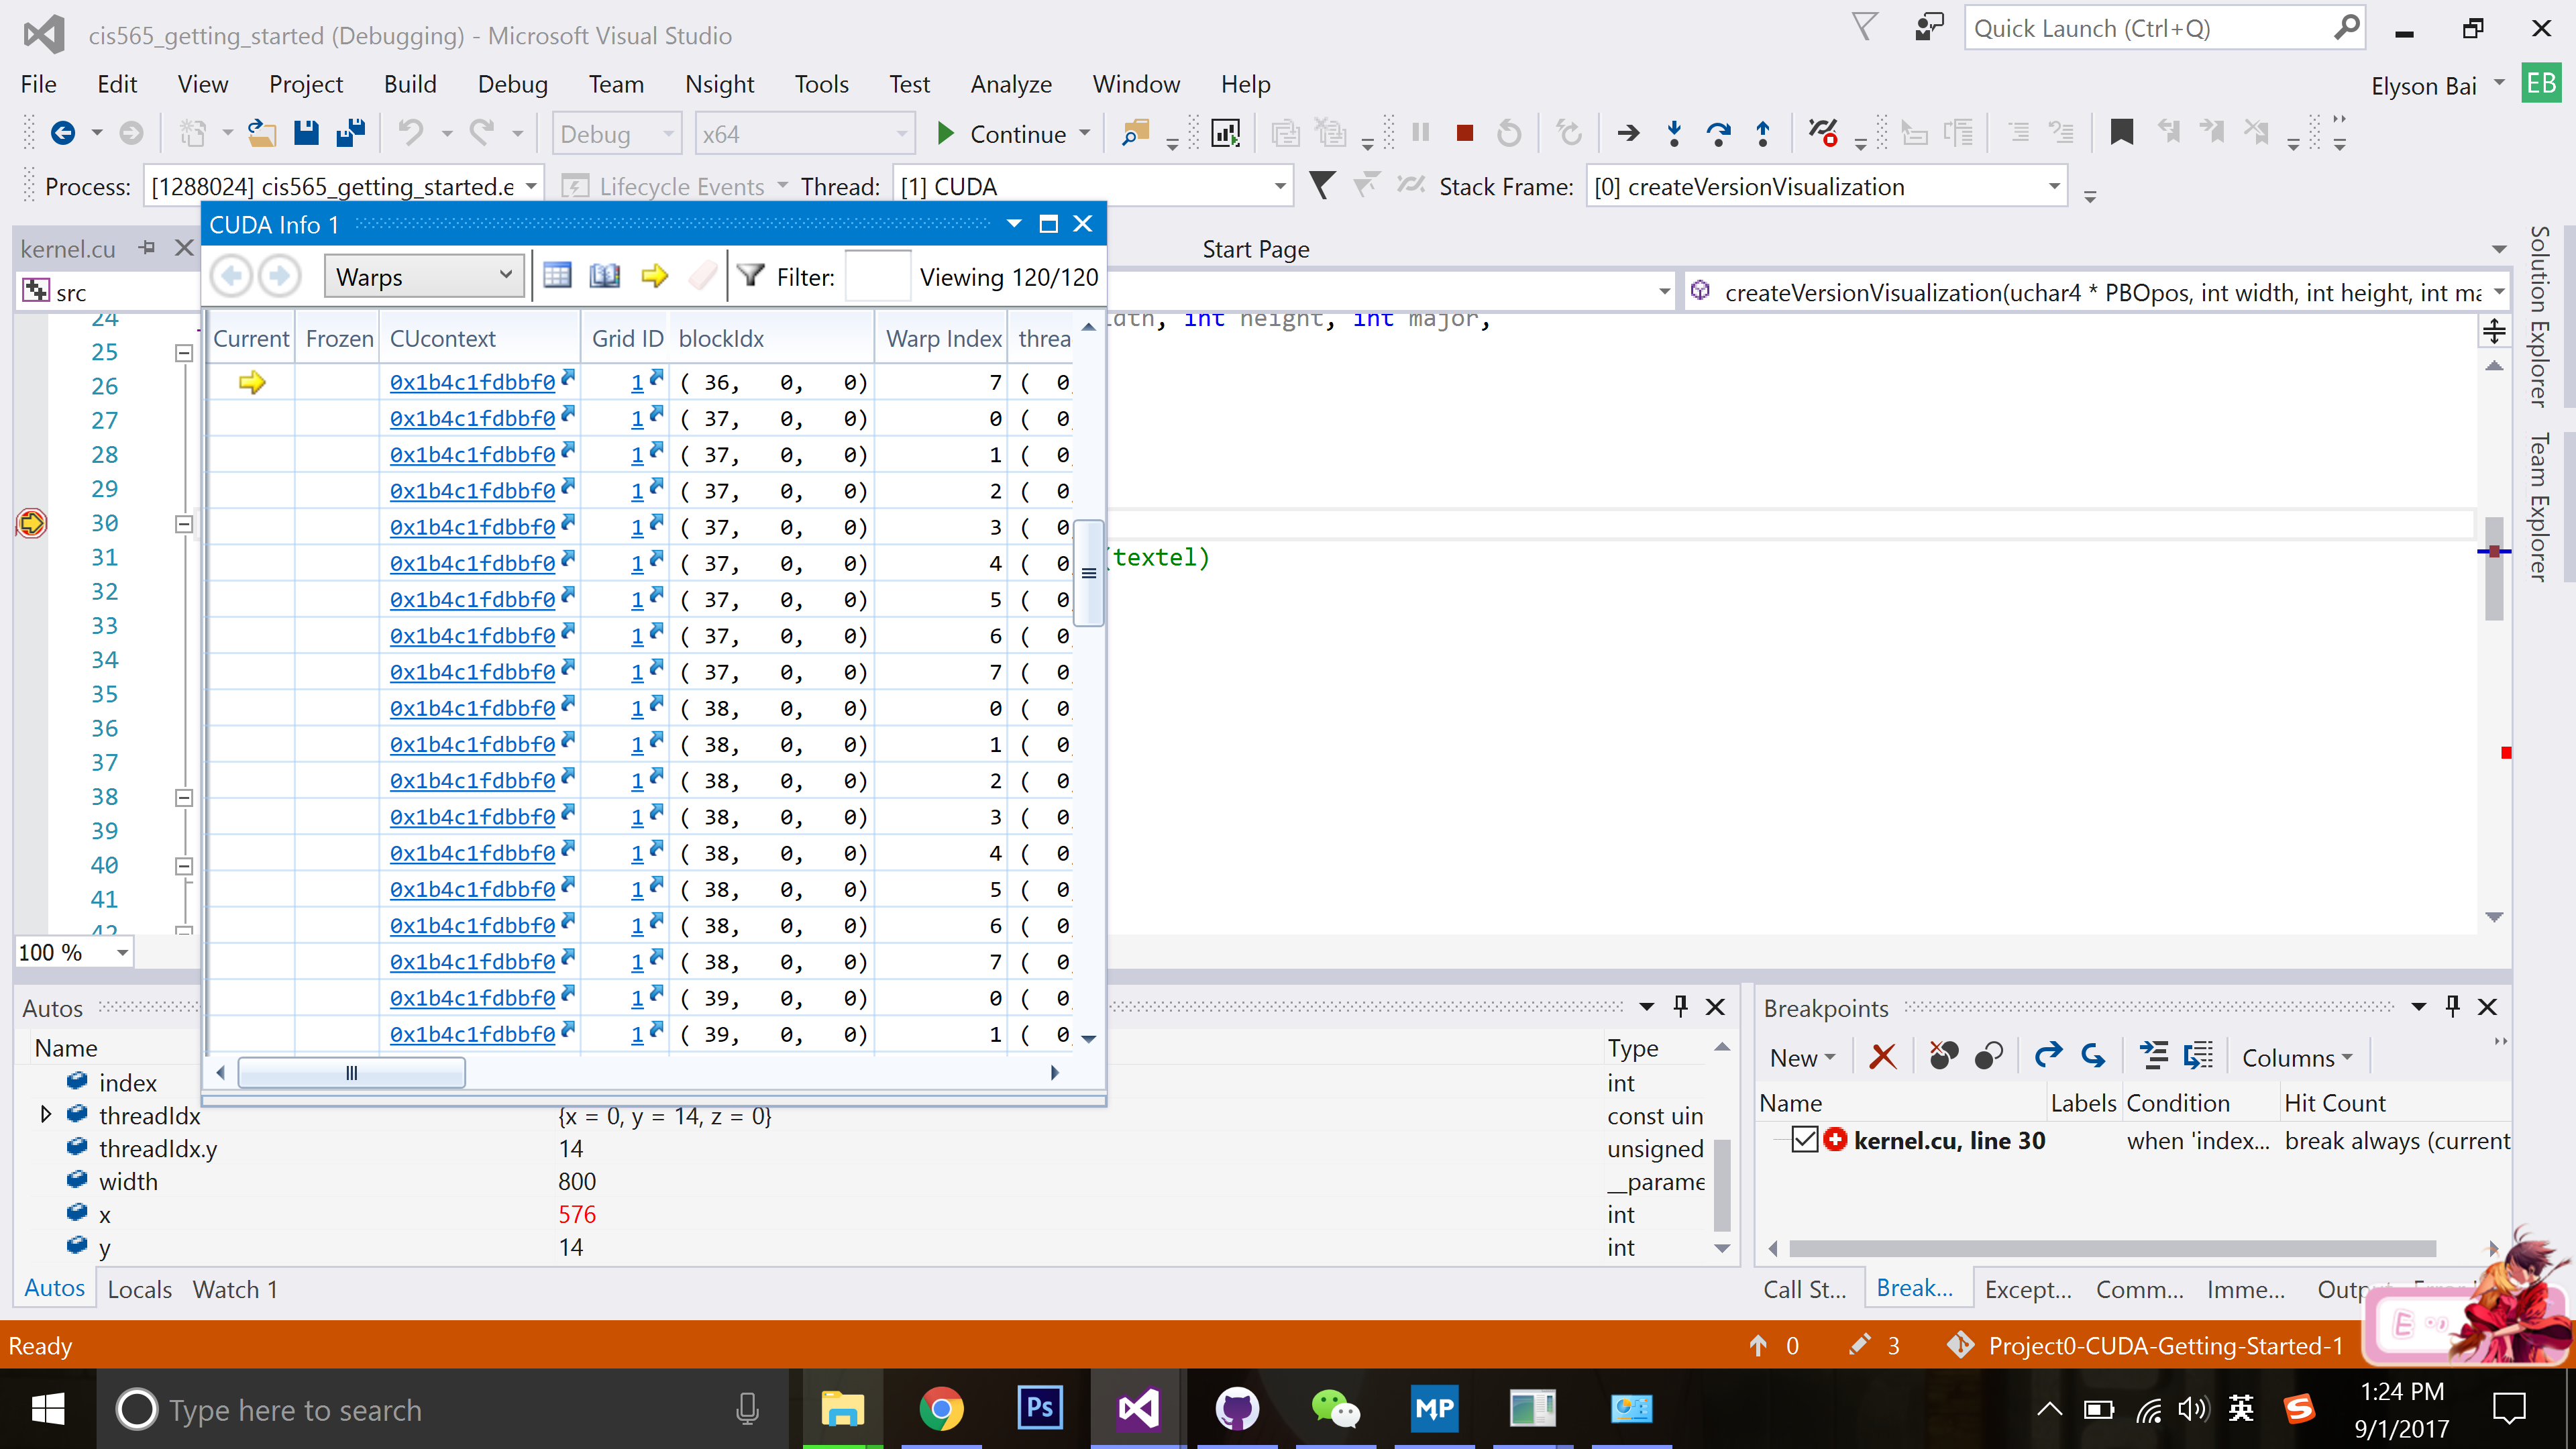 cis565_getting_started (Debugging) - Microsoft Visual Studio
Quick Launch (Ctrl+Q)
File Edit View Project Build Debug Team Nsight Tools Test Analyze Window Help
Elyson Bai EB
Debug x64 Continue
Process: [1288024] cis565_getting_started.e Lifecycle Events Thread: [1] CUDA Stack Frame: [0] createVersionVisualization
CUDA Info 1
kernel.cu
Start Page
Warps Filter: Viewing 120/120
src
createVersionVisualization(uchar4 * PBOpos, int width, int height, int ma
Solution Explorer
Team Explorer
24
idth, int height, int major,
25
26
27
28
29
30
31
(textel)
32
33
34
35
36
37
38
39
40
41
42
Current Frozen CUcontext Grid ID blockIdx Warp Index threa
0x1b4c1fdbbf0 1 ( 36, 0, 0) 7 ( 0
0x1b4c1fdbbf0 1 ( 37, 0, 0) 0 ( 0
0x1b4c1fdbbf0 1 ( 37, 0, 0) 1 ( 0
0x1b4c1fdbbf0 1 ( 37, 0, 0) 2 ( 0
0x1b4c1fdbbf0 1 ( 37, 0, 0) 3 ( 0
0x1b4c1fdbbf0 1 ( 37, 0, 0) 4 ( 0
0x1b4c1fdbbf0 1 ( 37, 0, 0) 5 ( 0
0x1b4c1fdbbf0 1 ( 37, 0, 0) 6 ( 0
0x1b4c1fdbbf0 1 ( 37, 0, 0) 7 ( 0
0x1b4c1fdbbf0 1 ( 38, 0, 0) 0 ( 0
0x1b4c1fdbbf0 1 ( 38, 0, 0) 1 ( 0
0x1b4c1fdbbf0 1 ( 38, 0, 0) 2 ( 0
0x1b4c1fdbbf0 1 ( 38, 0, 0) 3 ( 0
0x1b4c1fdbbf0 1 ( 38, 0, 0) 4 ( 0
0x1b4c1fdbbf0 1 ( 38, 0, 0) 5 ( 0
0x1b4c1fdbbf0 1 ( 38, 0, 0) 6 ( 0
0x1b4c1fdbbf0 1 ( 38, 0, 0) 7 ( 0
0x1b4c1fdbbf0 1 ( 39, 0, 0) 0 ( 0
0x1b4c1fdbbf0 1 ( 39, 0, 0) 1 ( 0
100 %
Autos
Name Type
index int
threadIdx {x = 0, y = 14, z = 0} const uin
threadIdx.y 14 unsigned
width 800 __parame
x 576 int
y 14 int
Autos Locals Watch 1
Breakpoints
New Columns
Name Labels Condition Hit Count
kernel.cu, line 30 when 'index... break always (current
Call St... Break... Except... Comm... Imme... Outp
Ready 0 3 Project0-CUDA-Getting-Started-1
E
Type here to search
Ps
MP
英
S
1:24 PM
9/1/2017